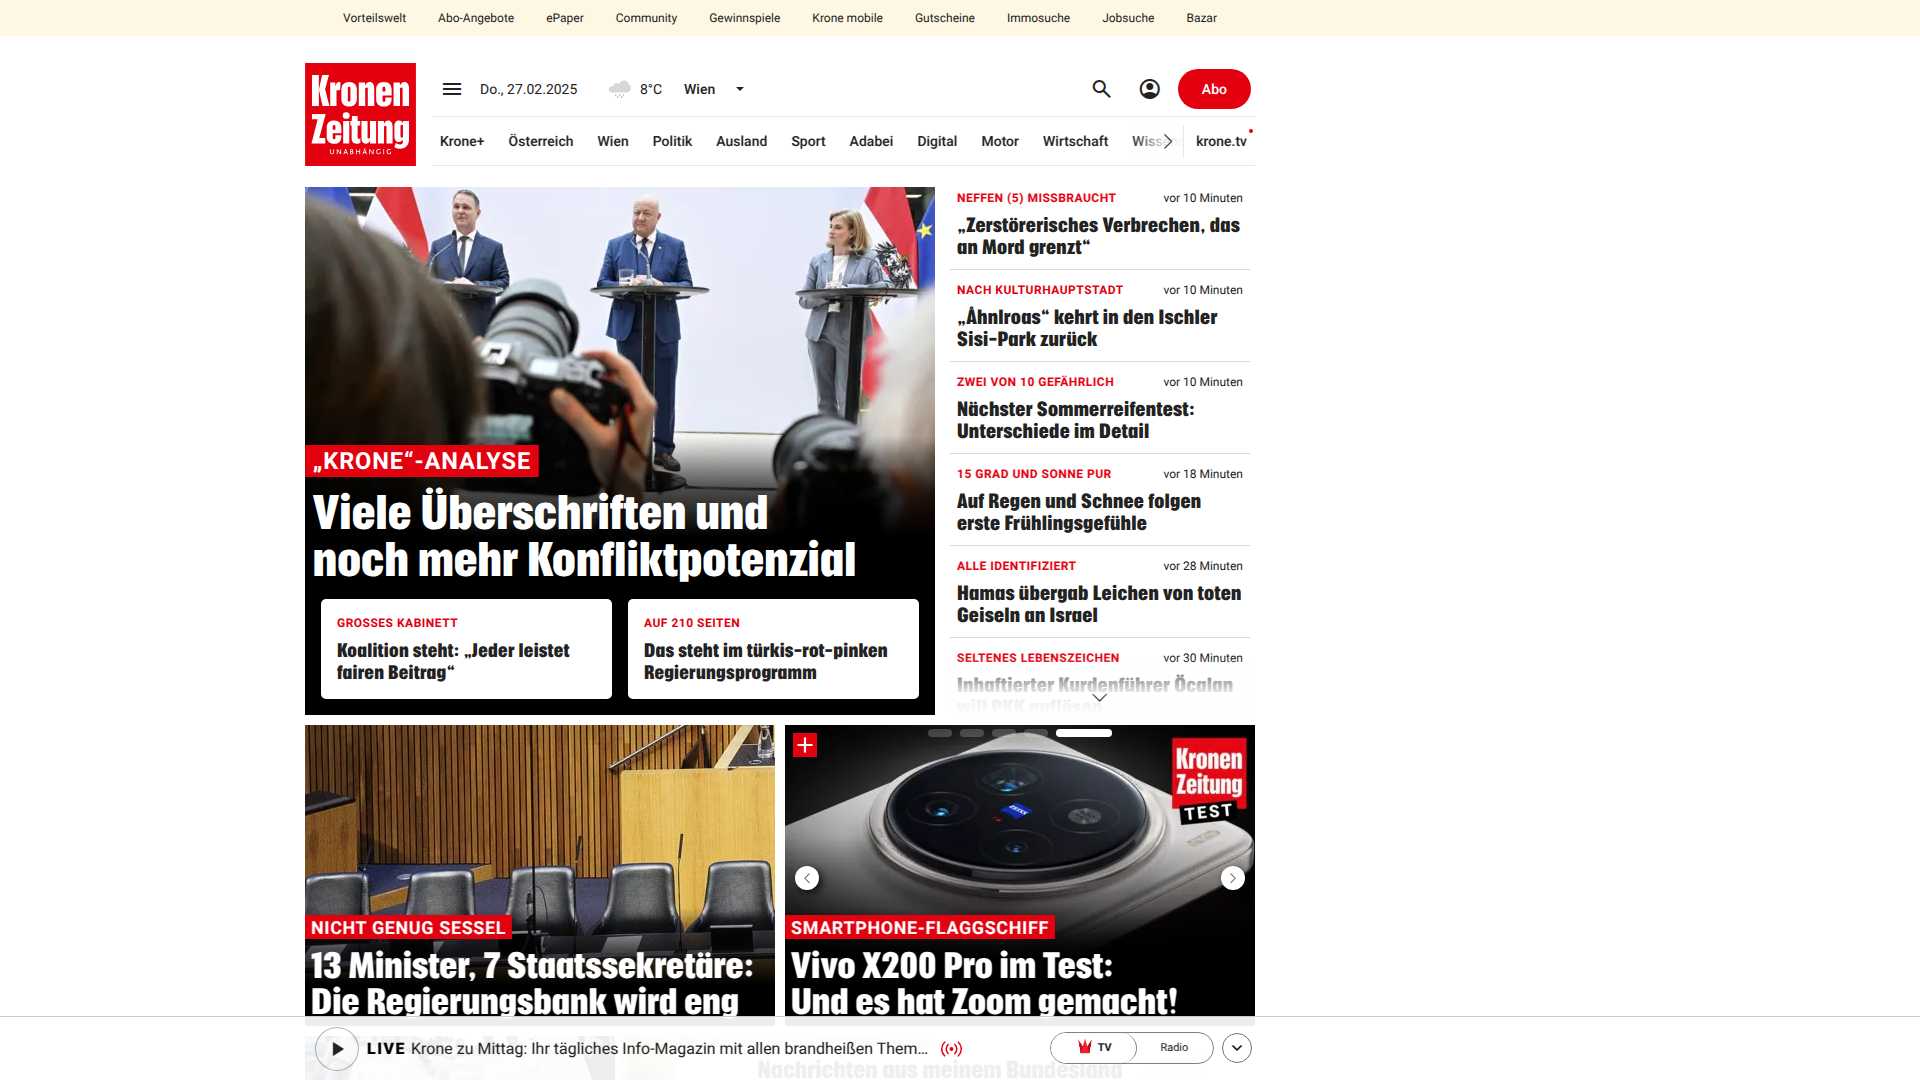 Vorteilswelt Abo-Angebote ePaper Community Gewinnspiele Krone mobile Gutscheine Immosuche Jobsuche Bazar
Kronen
Zeitung
UNABHÄNGIG
Do., 27.02.2025 8°C Wien
Abo
Krone+ Österreich Wien Politik Ausland Sport Adabei Digital Motor Wirtschaft krone.tv
„KRONE“-ANALYSE
Viele Überschriften und
noch mehr Konfliktpotenzial
GROSSES KABINETT
Koalition steht: „Jeder leistet
fairen Beitrag“
AUF 210 SEITEN
Das steht im türkis-rot-pinken
Regierungsprogramm
NEFFEN (5) MISSBRAUCHT vor 10 Minuten
„Zerstörerisches Verbrechen, das
an Mord grenzt“
NACH KULTURHAUPTSTADT vor 10 Minuten
„Åhnlroas“ kehrt in den Ischler
Sisi-Park zurück
ZWEI VON 10 GEFÄHRLICH vor 10 Minuten
Nächster Sommerreifentest:
Unterschiede im Detail
15 GRAD UND SONNE PUR vor 18 Minuten
Auf Regen und Schnee folgen
erste Frühlingsgefühle
ALLE IDENTIFIZIERT vor 28 Minuten
Hamas übergab Leichen von toten
Geiseln an Israel
SELTENES LEBENSZEICHEN vor 30 Minuten
Inhaftierter Kurdenführer Öcalan
will PKK auflösen
NICHT GENUG SESSEL
13 Minister, 7 Staatssekretäre:
Die Regierungsbank wird eng
Kronen
Zeitung
TEST
ZEISS
SMARTPHONE-FLAGGSCHIFF
Vivo X200 Pro im Test:
Und es hat Zoom gemacht!
LIVE Krone zu Mittag: Ihr tägliches Info-Magazin mit allen brandheißen Them...
TV Radio
Nachrichten aus meinem Bundesland